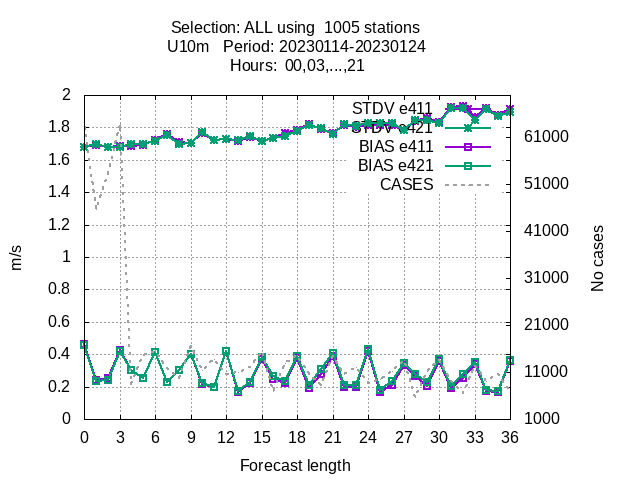 Selection: ALL using  1005 stations
U10m   Period: 20230114-20230124
Hours:  00,03,...,21
STDV e411
STDV e421
BIAS e411
BIAS e421
CASES
2
1.8
1.6
1.4
1.2
1
0.8
0.6
0.4
0.2
0
m/s
61000
51000
41000
31000
21000
11000
1000
No cases
0 3 6 9 12 15 18 21 24 27 30 33 36
Forecast length